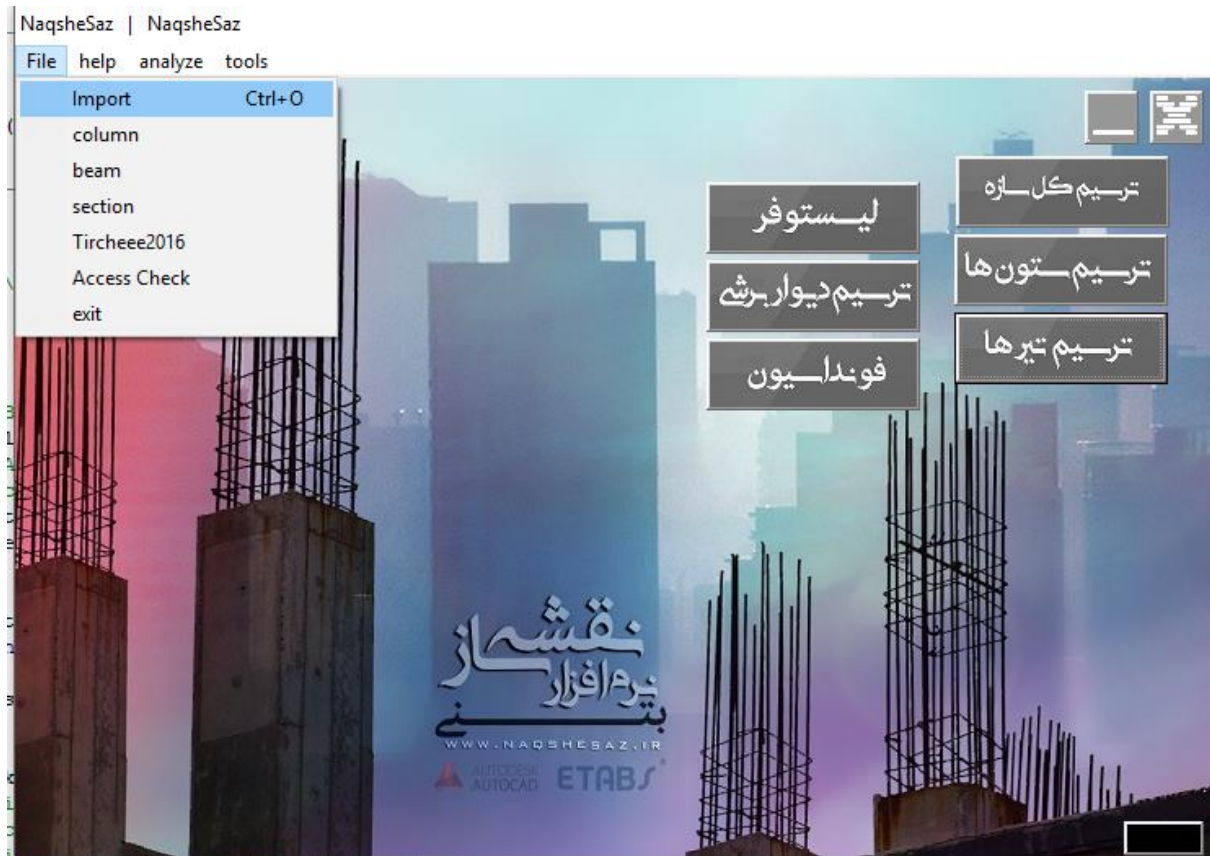 NaqsheSaz | NaqsheSaz
File help analyze tools
Import Ctrl+O
column
beam
section
Tircheee2016
Access Check
exit
ترسیم کل سازه
لیستوفر
ترسیم ستون ها
ترسیم دیوار برشی
ترسیم تیر ها
فونداسیون
نقشه ساز
نرم افزار
بتنی
WWW.NAQSHESAZ.IR
AUTODESK
AUTOCAD
ETABS